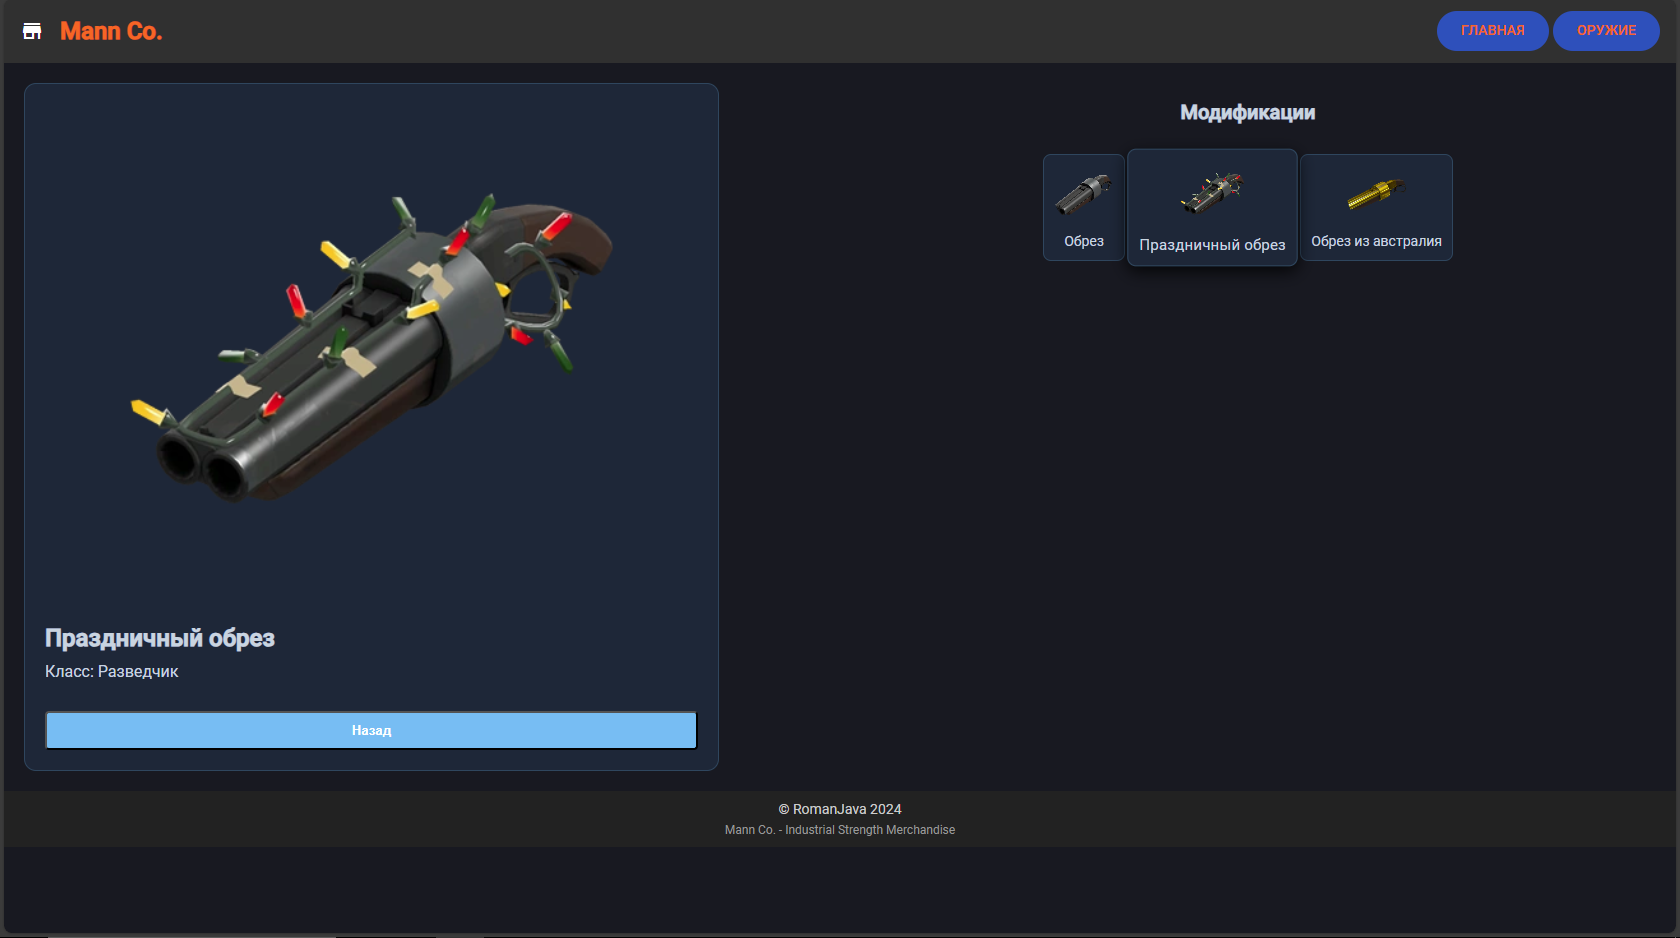 Mann Co.
ГЛАВНАЯ
ОРУЖИЕ
Модификации
Обрез
Праздничный обрез
Обрез из австралия
Праздничный обрез
Класс: Разведчик
Назад
© RomanJava 2024
Mann Co. - Industrial Strength Merchandise